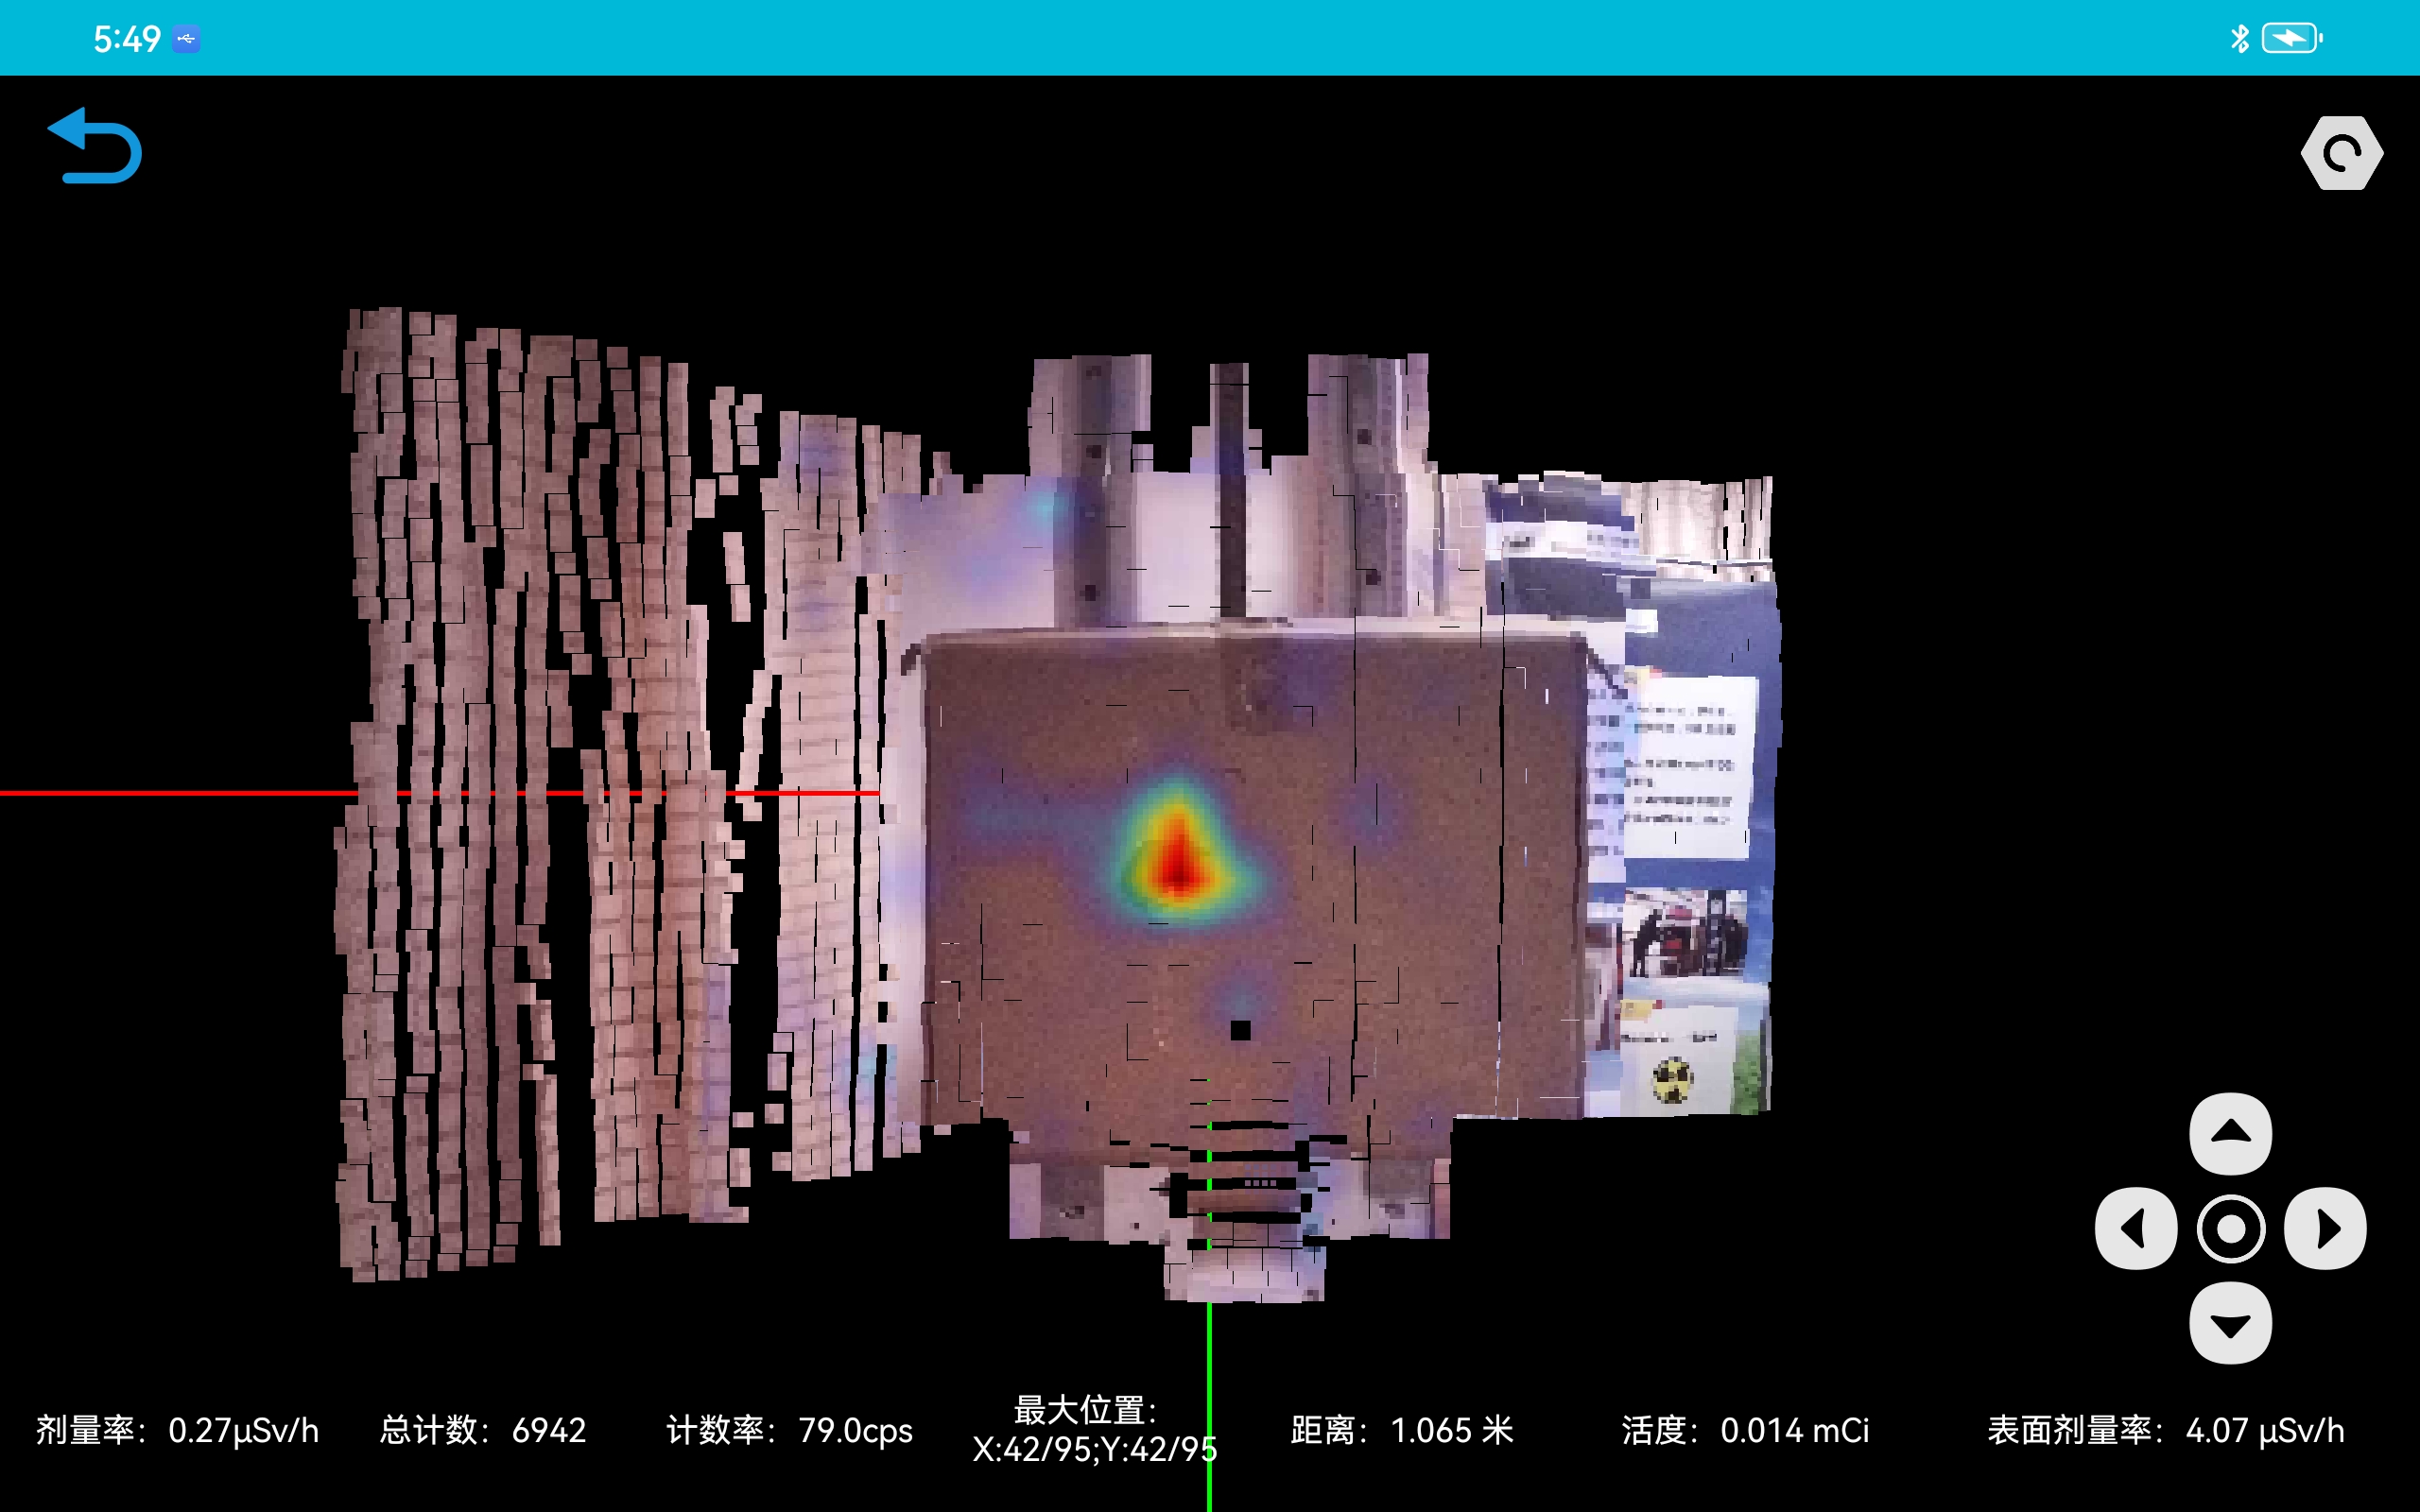 5:49
剂量率：0.27μSv/h
总计数：6942
计数率：79.0cps
最大位置：
X:42/95;Y:42/95
距离：1.065 米
活度：0.014 mCi
表面剂量率：4.07 μSv/h